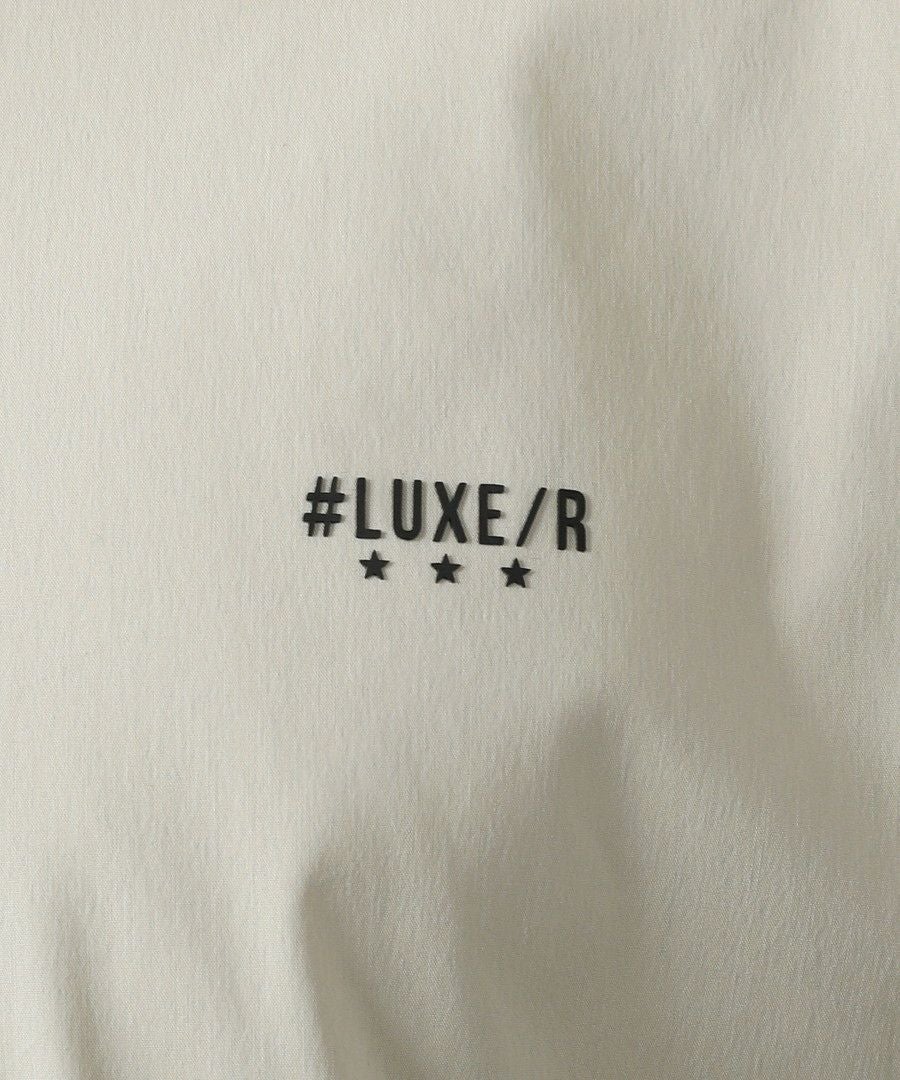 #LUXE/R
★ ★ ★